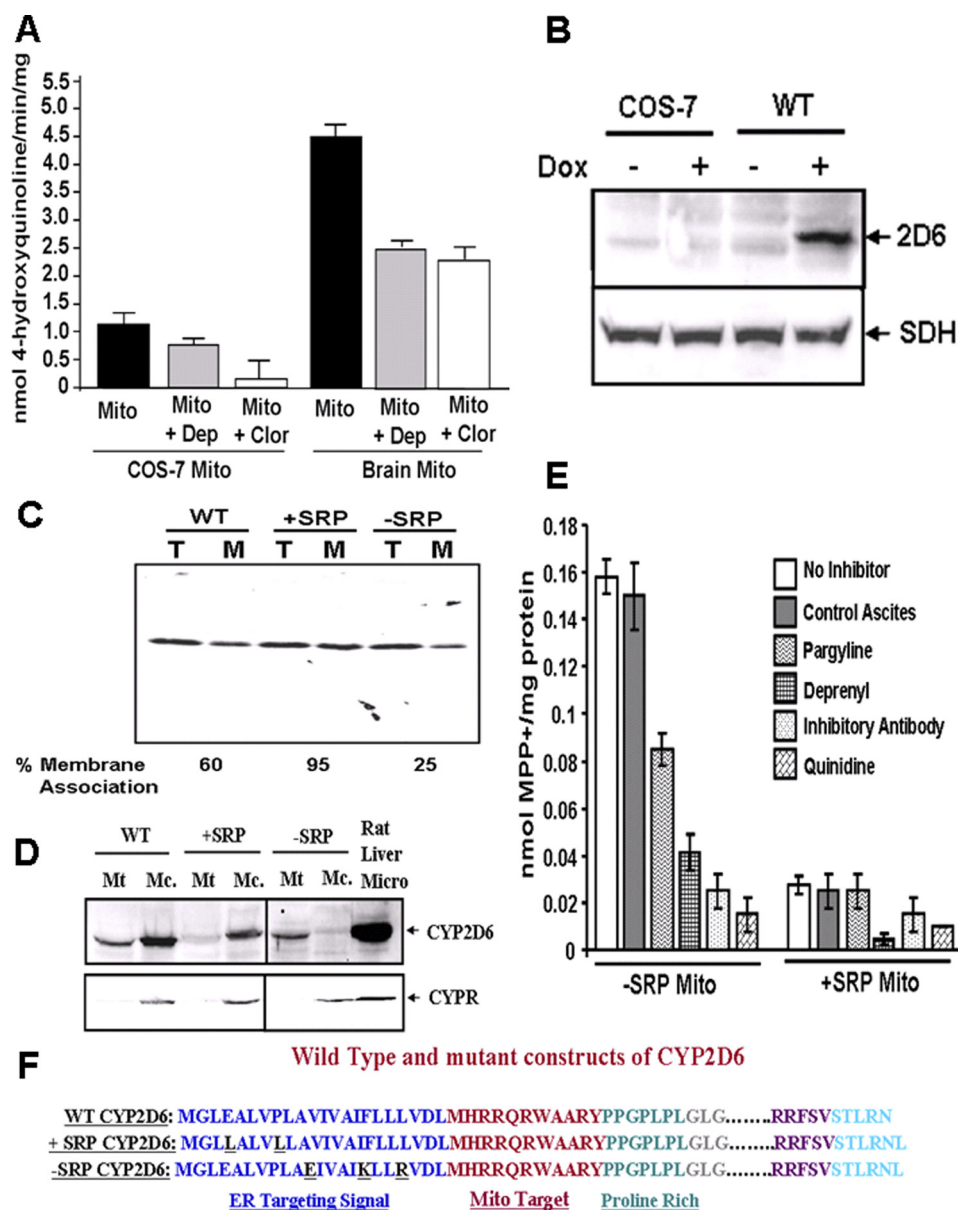 A
nmol 4-hydroxyquinoline/min/mg
5.5
5.0
4.5
4.0
3.5
3.0
2.5
2.0
1.5
1.0
0.5
0
Mito
Mito + Dep
Mito + Clor
Mito
Mito + Dep
Mito + Clor
COS-7 Mito
Brain Mito
B
COS-7 WT
Dox - + - +
2D6
SDH
C
WT +SRP -SRP
T M T M T M
% Membrane Association 60 95 25
D
WT +SRP -SRP Rat Liver Micro
Mt Mc. Mt Mc. Mt Mc.
CYP2D6
CYPR
E
nmol MPP+/mg protein
0.18
0.16
0.14
0.12
0.1
0.08
0.06
0.04
0.02
0
No Inhibitor
Control Ascites
Pargyline
Deprenyl
Inhibitory Antibody
Quinidine
-SRP Mito
+SRP Mito
Wild Type and mutant constructs of CYP2D6
F
WT CYP2D6: MGLEALVPLAVIVAIFLLLVDLMHRRQRWAARYPPGPLPLGLG........RRFSVSTLRN
+ SRP CYP2D6: MGLLALVLLAVIVAIFLLLVDLMHRRQRWAARYPPGPLPLGLG........RRFSVSTLRNL
-SRP CYP2D6: MGLEALVPLAEIVAIKLLRVDLMHRRQRWAARYPPGPLPLGLG........RRFSVSTLRNL
ER Targeting Signal Mito Target Proline Rich